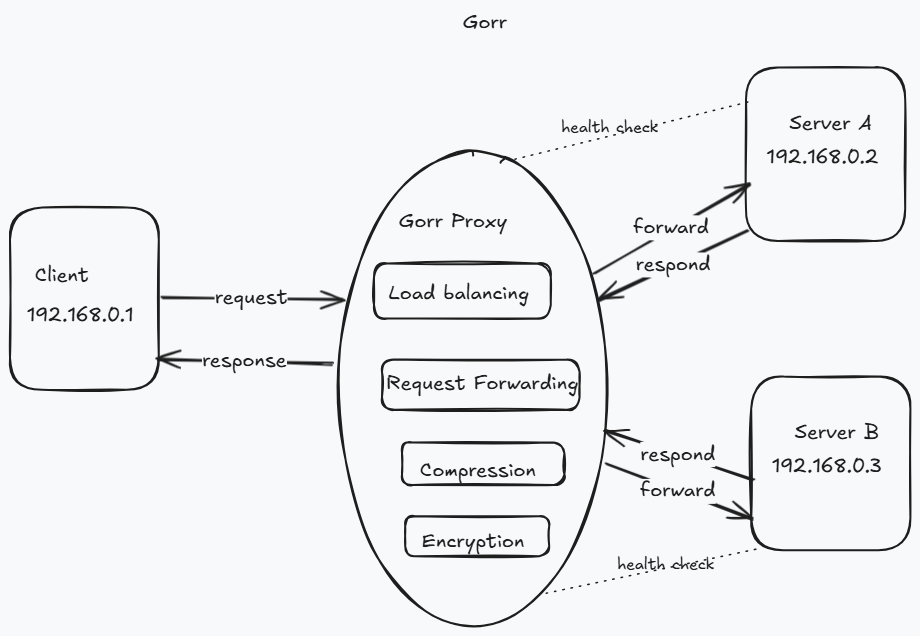 Gorr
health check
Server A
192.168.0.2
Gorr Proxy
forward
respond
Client
192.168.0.1
Load balancing
request
response
Request Forwarding
Server B
192.168.0.3
respond
forward
Compression
Encryption
health check